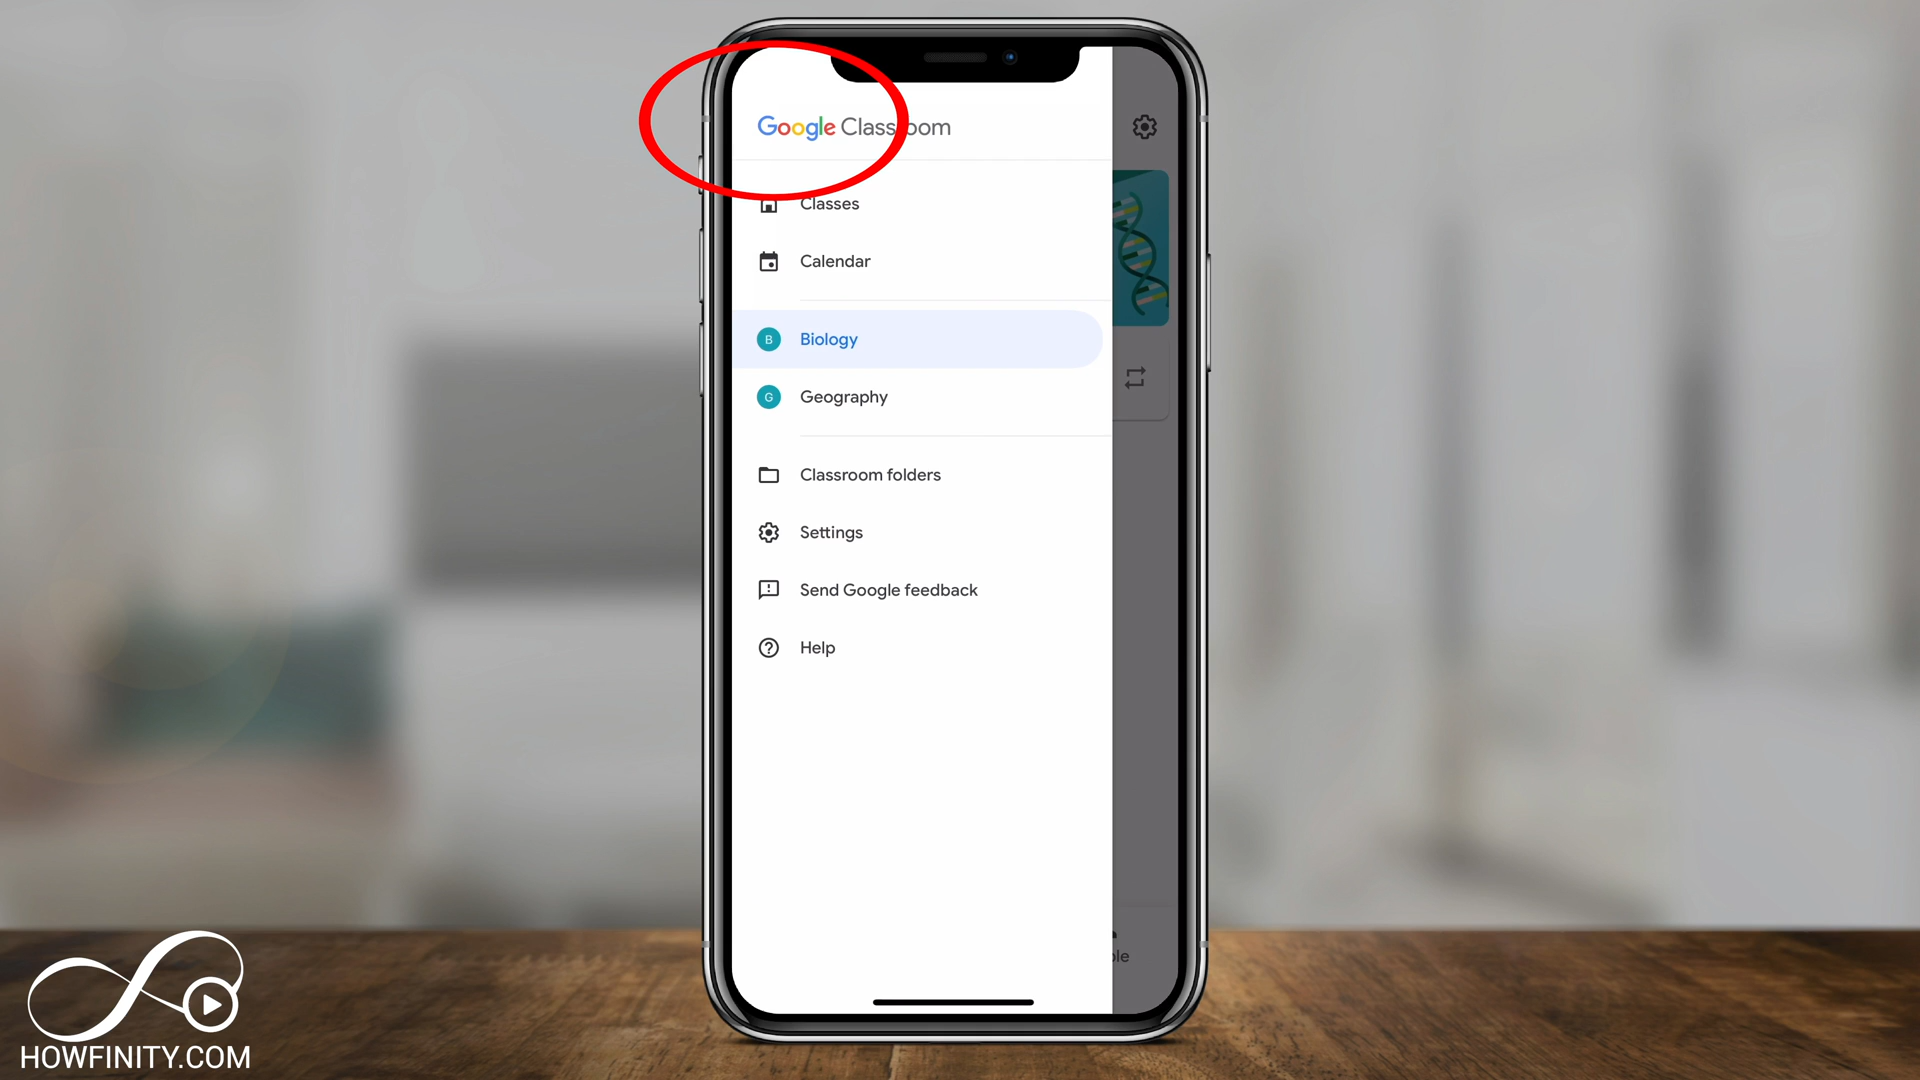 Google Classroom
Classes
Calendar
B Biology
G Geography
Classroom folders
Settings
Send Google feedback
Help
HOWFINITY.COM